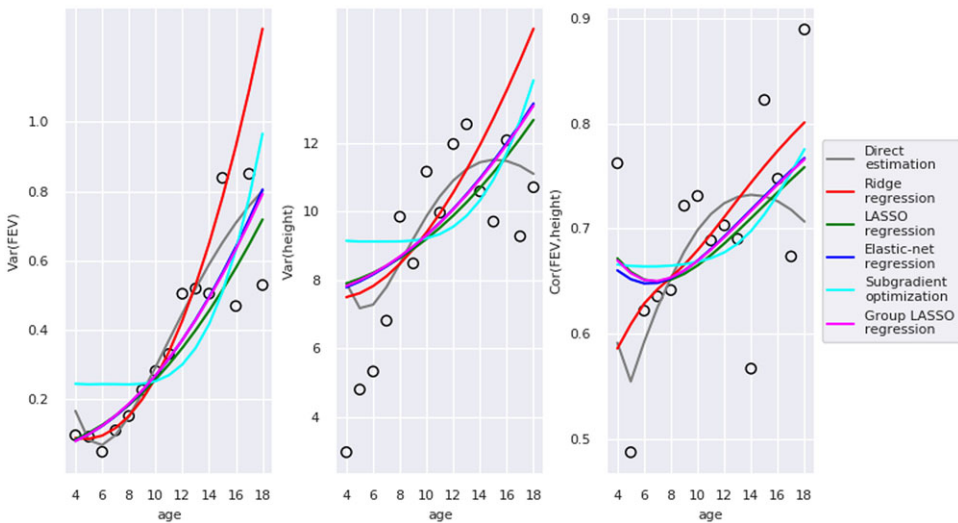 Var(FEV)
1.0
0.8
0.6
0.4
0.2
4 6 8 10 12 14 16 18
age
Var(height)
12
10
8
6
4
4 6 8 10 12 14 16 18
age
Cor(FEV,height)
0.9
0.8
0.7
0.6
0.5
4 6 8 10 12 14 16 18
age
Direct
estimation
Ridge
regression
LASSO
regression
Elastic-net
regression
Subgradient
optimization
Group LASSO
regression